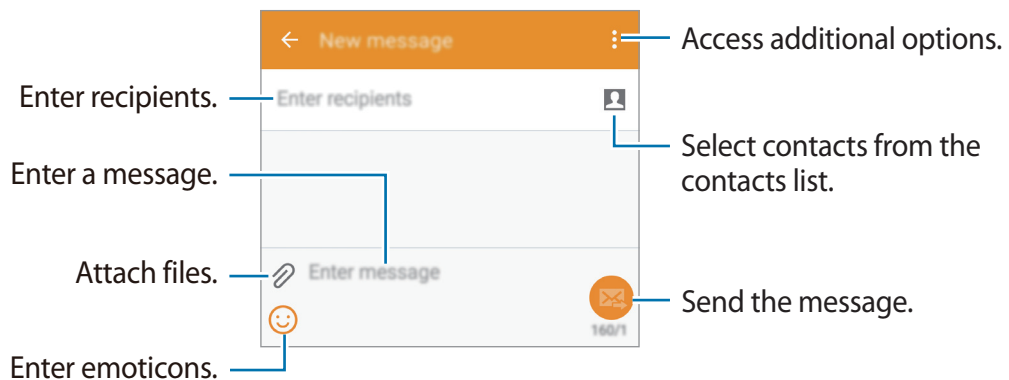 New message
Access additional options.
Enter recipients.
Enter recipients
Select contacts from the
contacts list.
Enter a message.
Attach files.
Enter message
Send the message.
160/1
Enter emoticons.